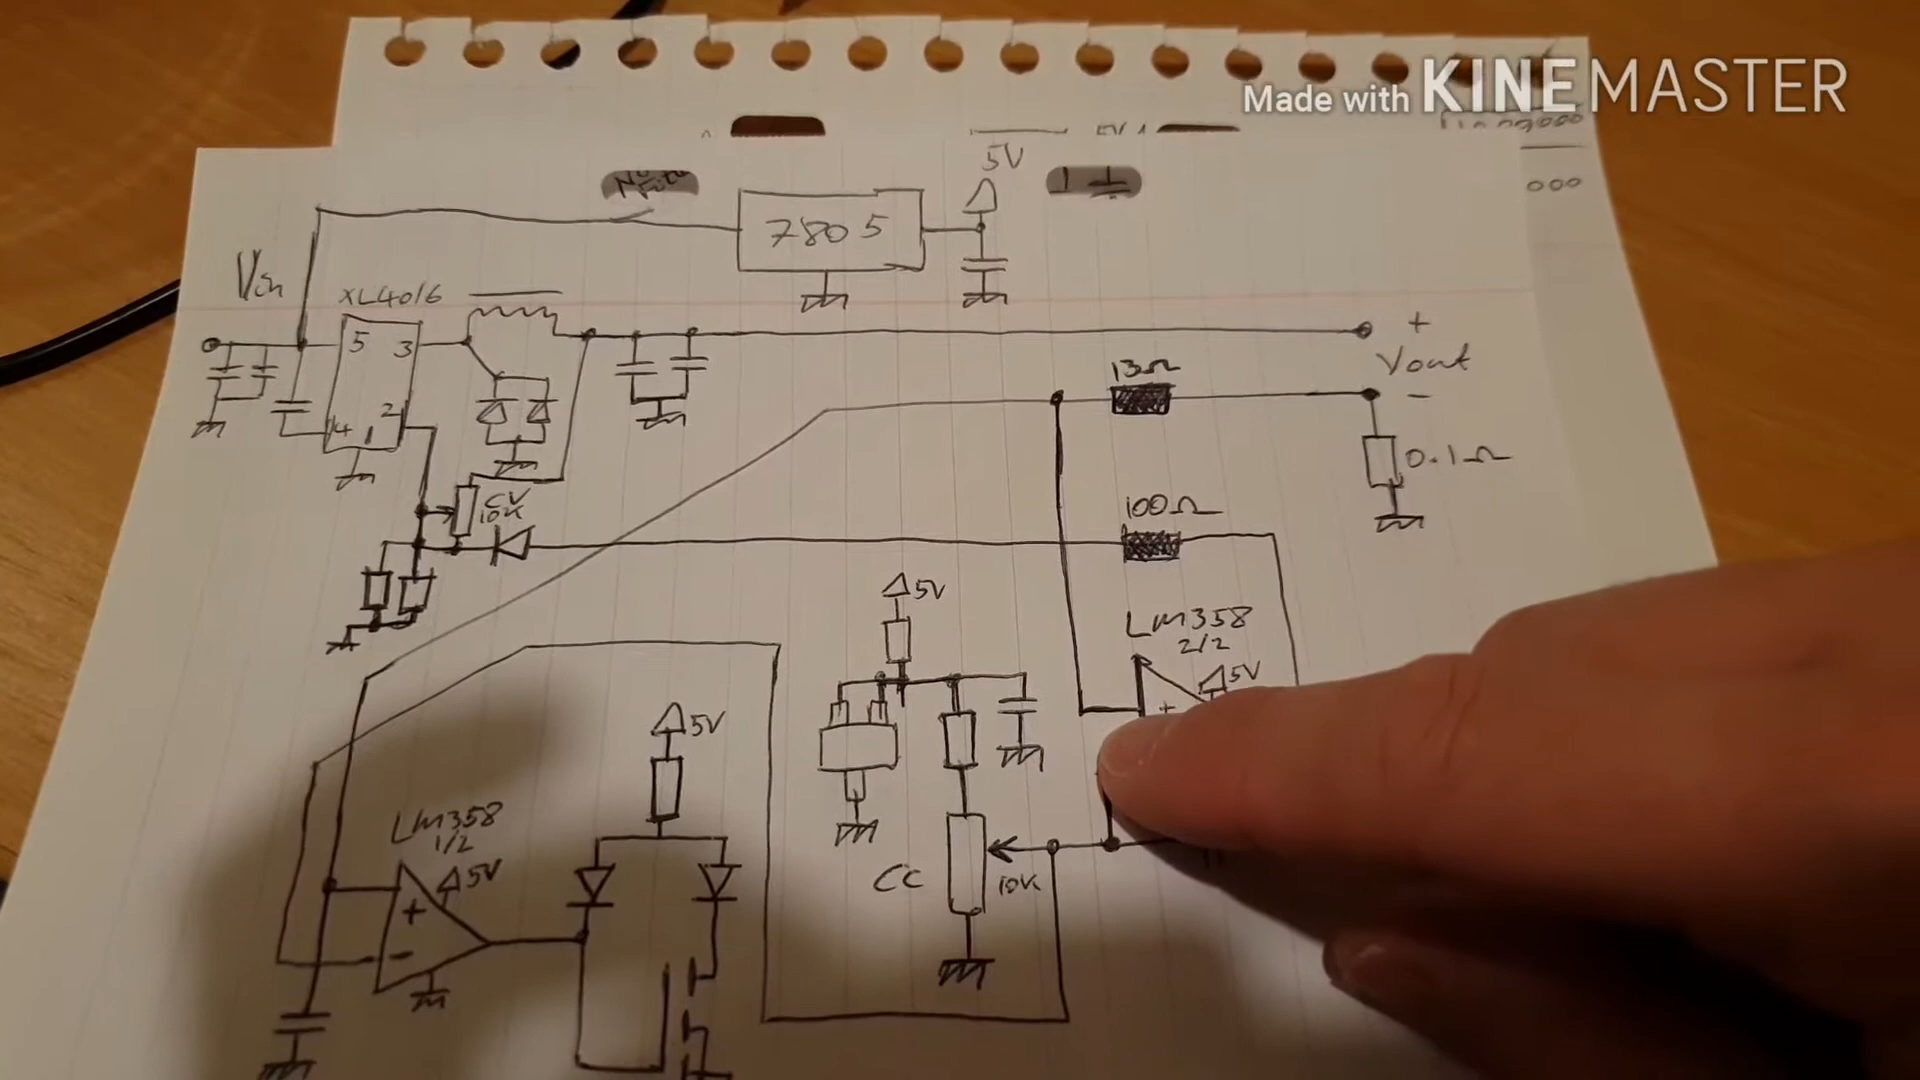 Made with KINEMASTER
000
5V
7805
Vin
XL4016
5 3
4 1 2
+
Vout
-
13Ω
0.1Ω
CV
10K
100Ω
5V
LM358
2/2
5V
+
5V
LM358
1/2
5V
+
-
CC
10K